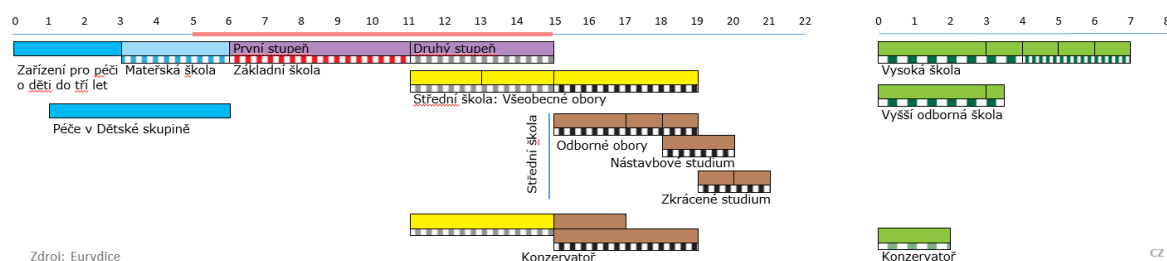 0 1 2 3 4 5 6 7 8 9 10 11 12 13 14 15 16 17 18 19 20 21 22
0 1 2 3 4 5 6 7 8
První stupeň
Druhý stupeň
Zařízení pro péči
o děti do tří let
Mateřská škola
Základní škola
Vysoká škola
Střední škola: Všeobecné obory
Vyšší odborná škola
Péče v Dětské skupině
Střední škola
Odborné obory
Nástavbové studium
Zkrácené studium
Konzervatoř
Konzervatoř
Zdroj: Eurydice
CZ